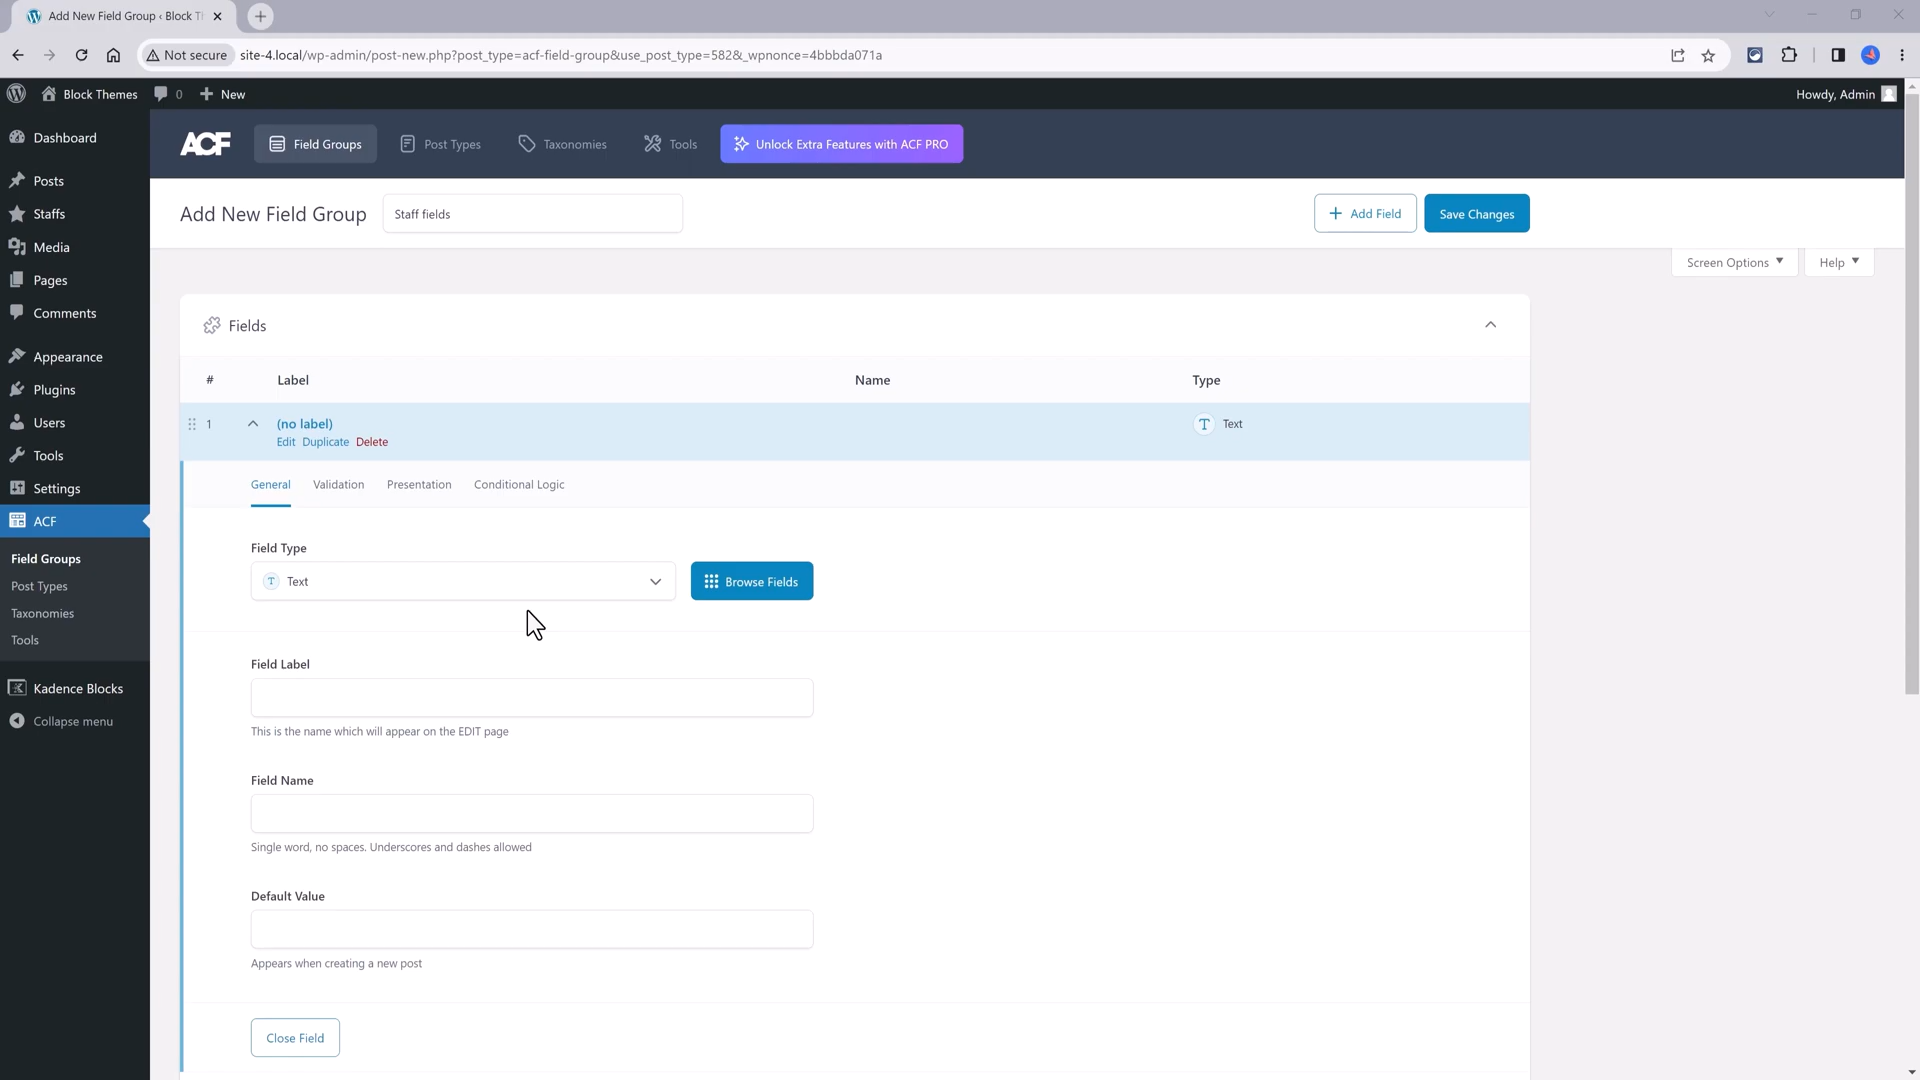 Add New Field Group ‹ Block T
Not secure
site-4.local/wp-admin/post-new.php?post_type=acf-field-group&use_post_type=582&_wpnonce=4bbbda071a
Block Themes
0
New
Howdy, Admin
Dashboard
Posts
Staffs
Media
Pages
Comments
Appearance
Plugins
Users
Tools
Settings
ACF
Field Groups
Post Types
Taxonomies
Tools
Kadence Blocks
Collapse menu
ACF
Field Groups
Post Types
Taxonomies
Tools
Unlock Extra Features with ACF PRO
Add New Field Group
Staff fields
Add Field
Save Changes
Screen Options
Help
Fields
# Label Name Type
1 (no label) Text
Edit Duplicate Delete
General Validation Presentation Conditional Logic
Field Type
Text
Browse Fields
Field Label
This is the name which will appear on the EDIT page
Field Name
Single word, no spaces. Underscores and dashes allowed
Default Value
Appears when creating a new post
Close Field